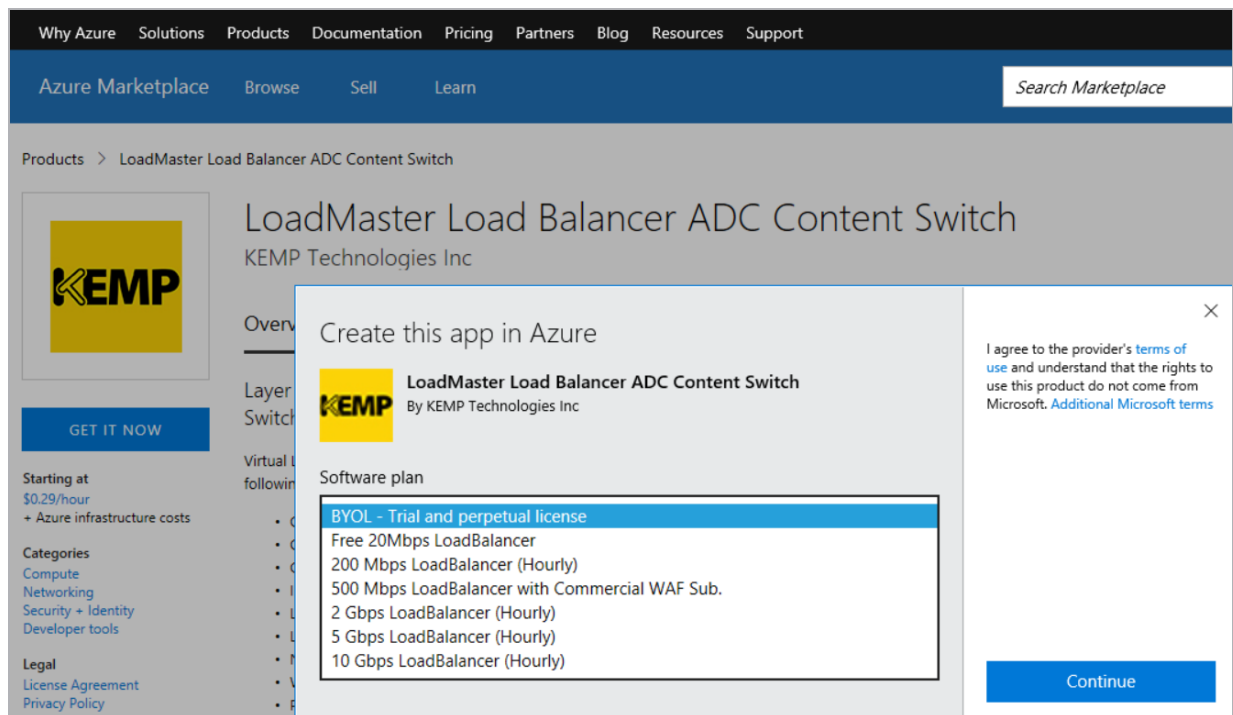 Why Azure Solutions Products Documentation Pricing Partners Blog Resources Support
Azure Marketplace Browse Sell Learn Search Marketplace
Products > LoadMaster Load Balancer ADC Content Switch
KEMP
LoadMaster Load Balancer ADC Content Switch
KEMP Technologies Inc
GET IT NOW
Starting at
$0.29/hour
+ Azure infrastructure costs
Categories
Compute
Networking
Security + Identity
Developer tools
Legal
License Agreement
Privacy Policy
Layer
Virtual
Create this app in Azure
KEMP
LoadMaster Load Balancer ADC Content Switch
By KEMP Technologies Inc
Software plan
BYOL - Trial and perpetual license
Free 20Mbps LoadBalancer
200 Mbps LoadBalancer (Hourly)
500 Mbps LoadBalancer with Commercial WAF Sub.
2 Gbps LoadBalancer (Hourly)
5 Gbps LoadBalancer (Hourly)
10 Gbps LoadBalancer (Hourly)
I agree to the provider's terms of
use and understand that the rights to
use this product do not come from
Microsoft. Additional Microsoft terms
Continue